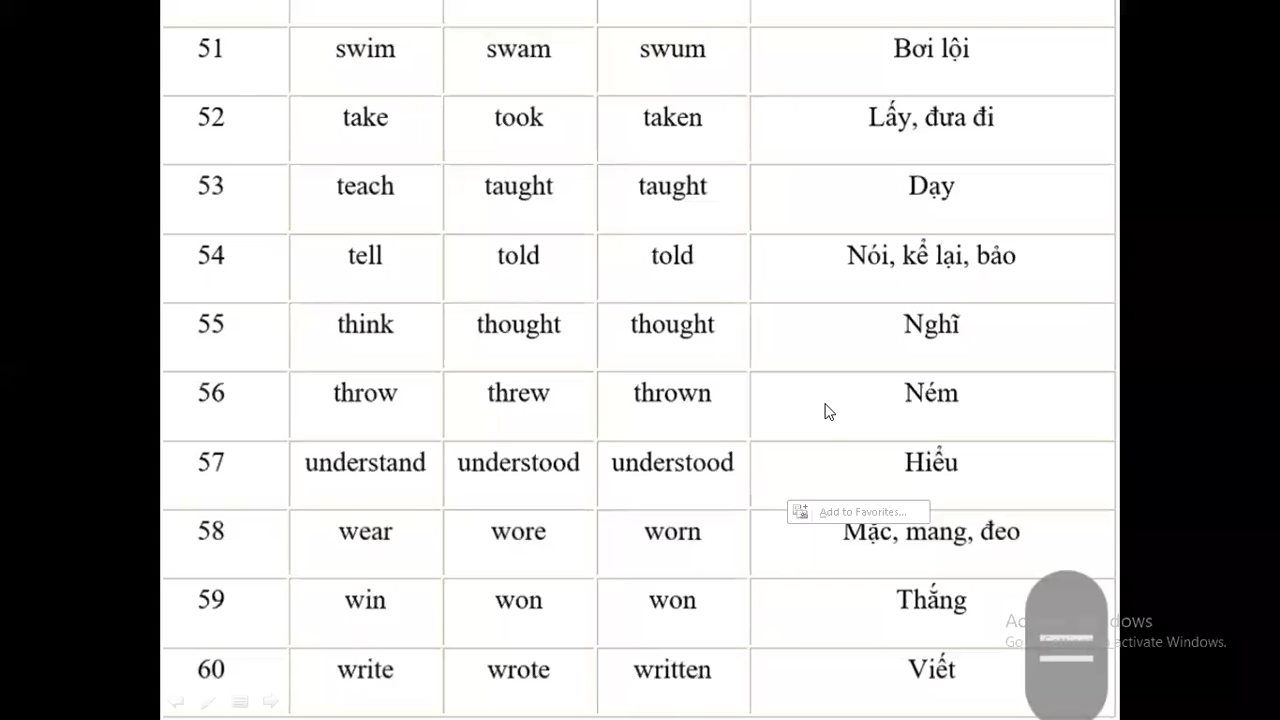 51 swim swam swum Bơi lội
52 take took taken Lấy, đưa đi
53 teach taught taught Dạy
54 tell told told Nói, kể lại, bảo
55 think thought thought Nghĩ
56 throw threw thrown Ném
57 understand understood understood Hiểu
Add to Favorites...
58 wear wore worn Mặc, mang, đeo
59 win won won Thắng
activate Windows.
60 write wrote written Viết